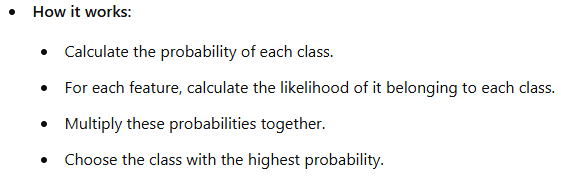 • How it works:
• Calculate the probability of each class.
• For each feature, calculate the likelihood of it belonging to each class.
• Multiply these probabilities together.
• Choose the class with the highest probability.